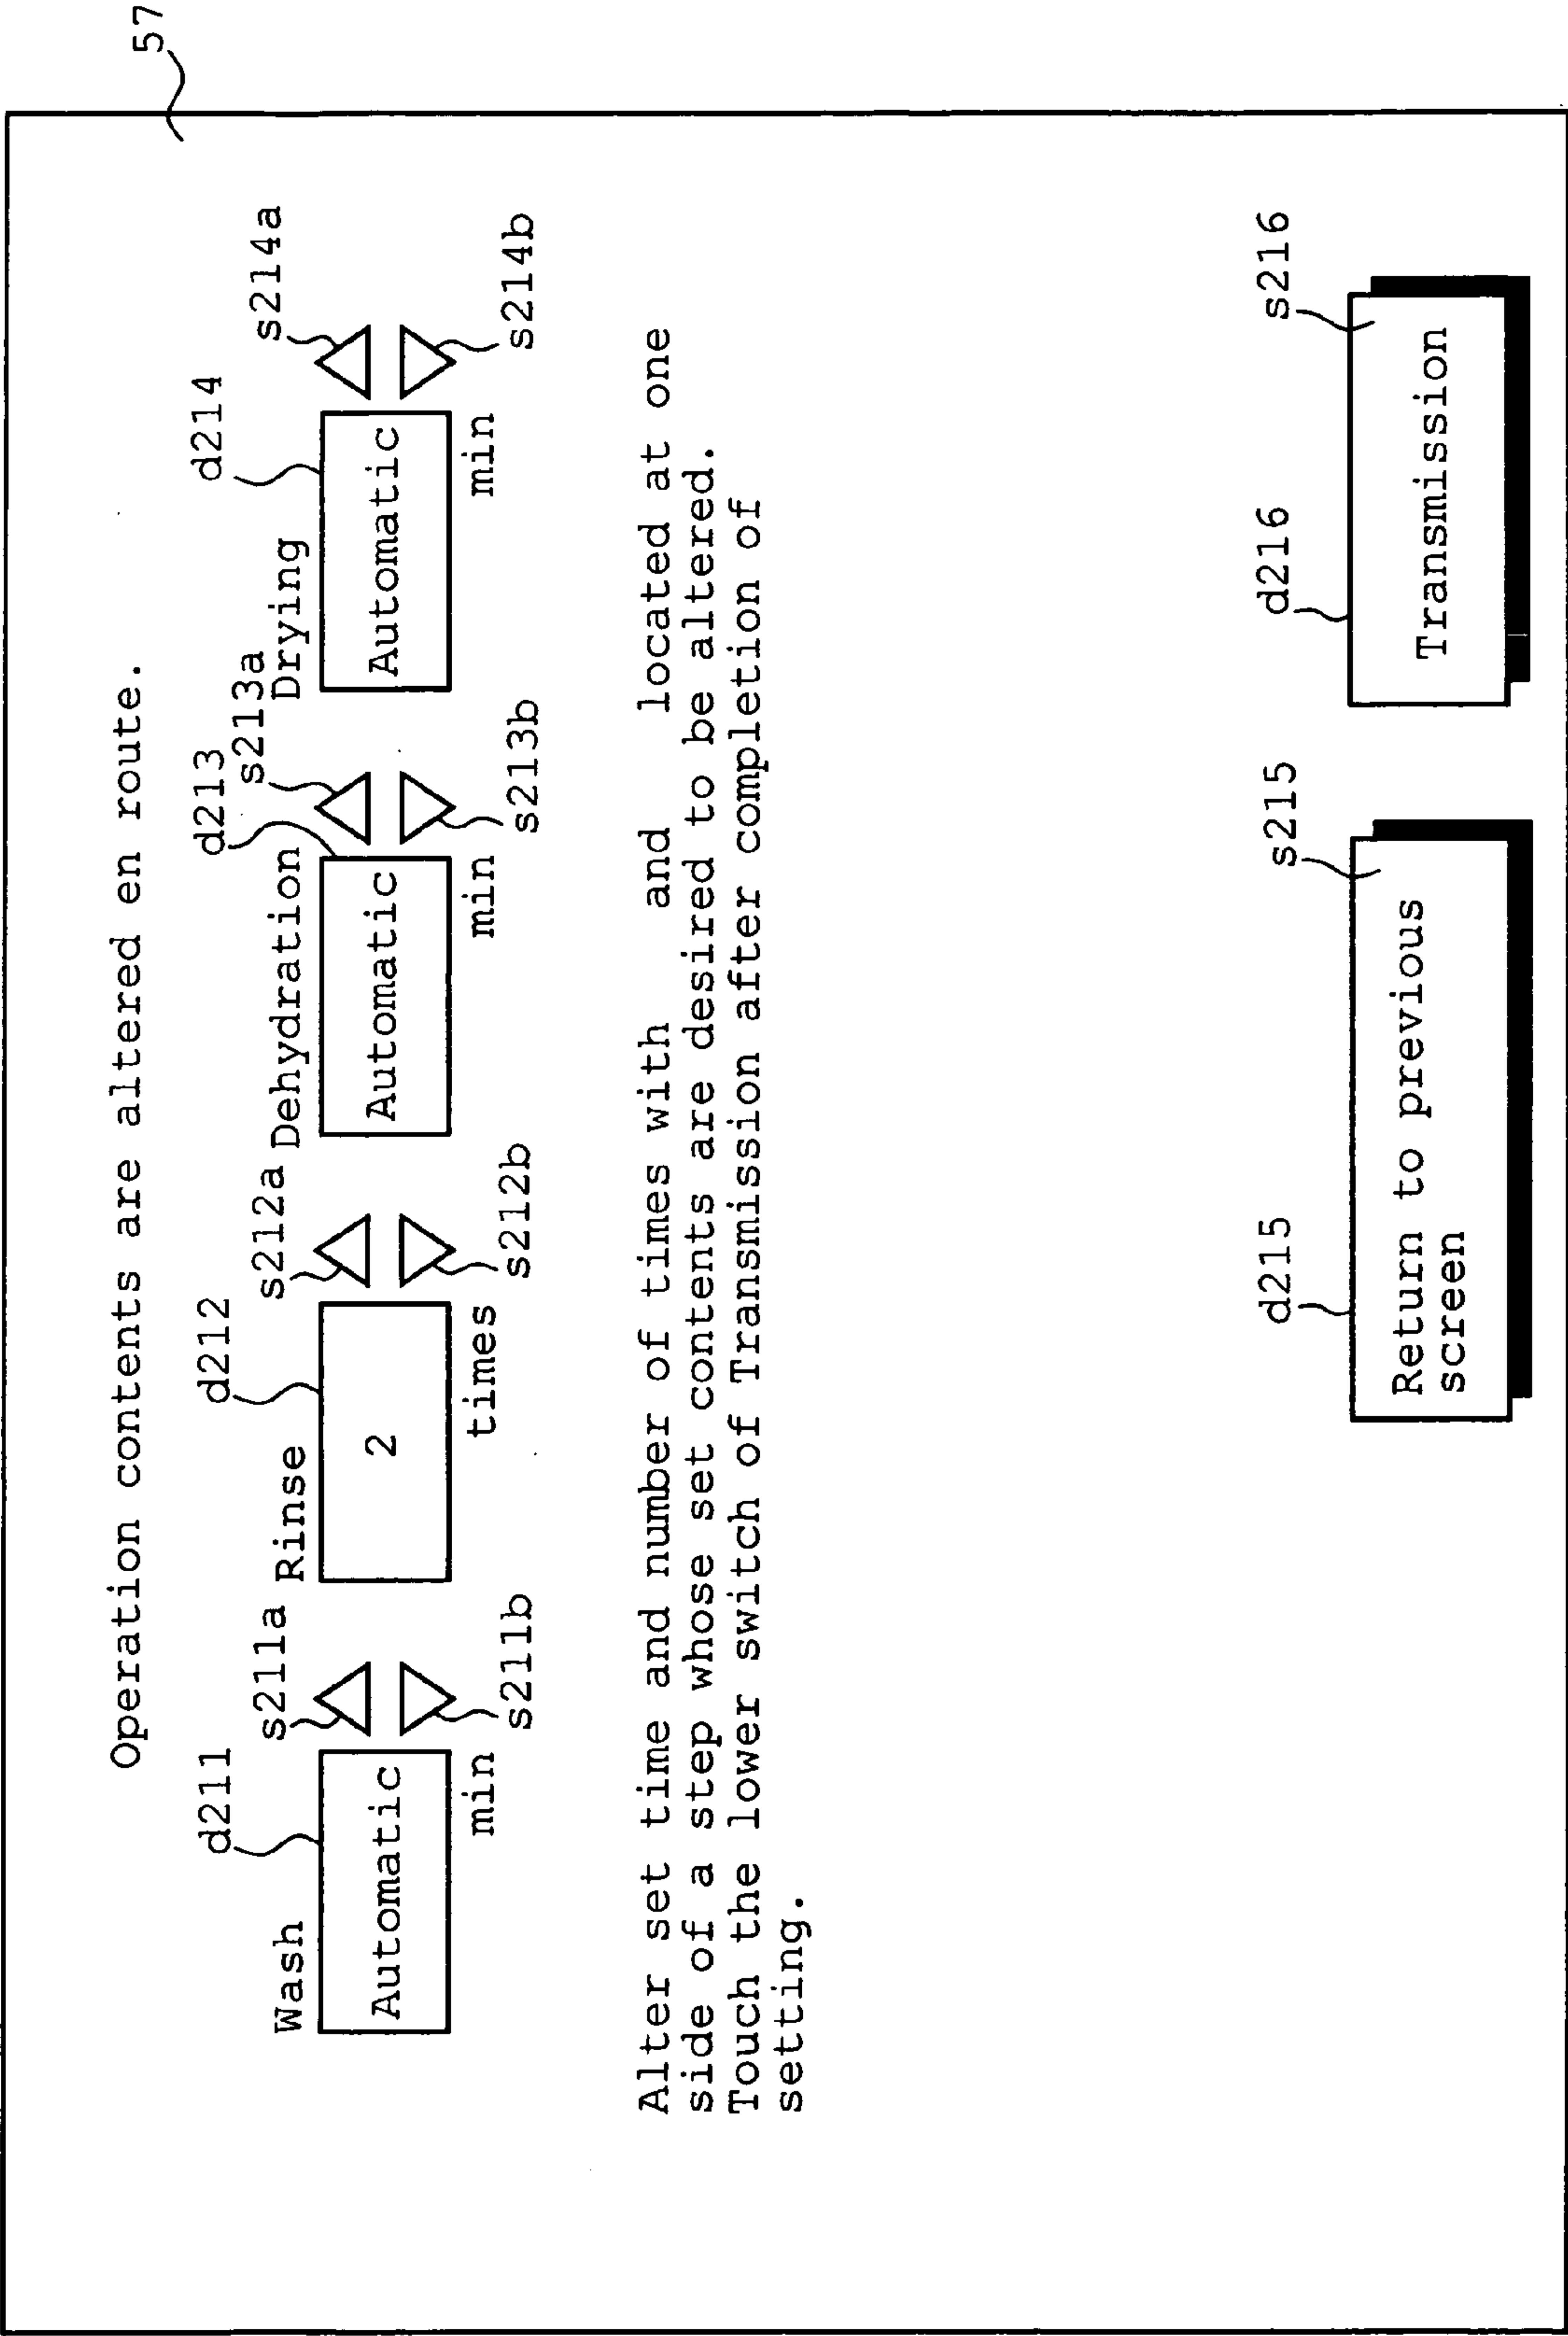 57
Operation contents are altered en route.
d211
d212
d213
d214
s211a
s212a
s213a
s214a
Wash
Rinse
Dehydration
Drying
Automatic
2
Automatic
Automatic
min
times
min
min
s211b
s212b
s213b
s214b
Alter set time and number of times with and located at one
side of a step whose set contents are desired to be altered.
Touch the lower switch of Transmission after completion of
setting.
d215
s215
d216
s216
Return to previous
screen
Transmission